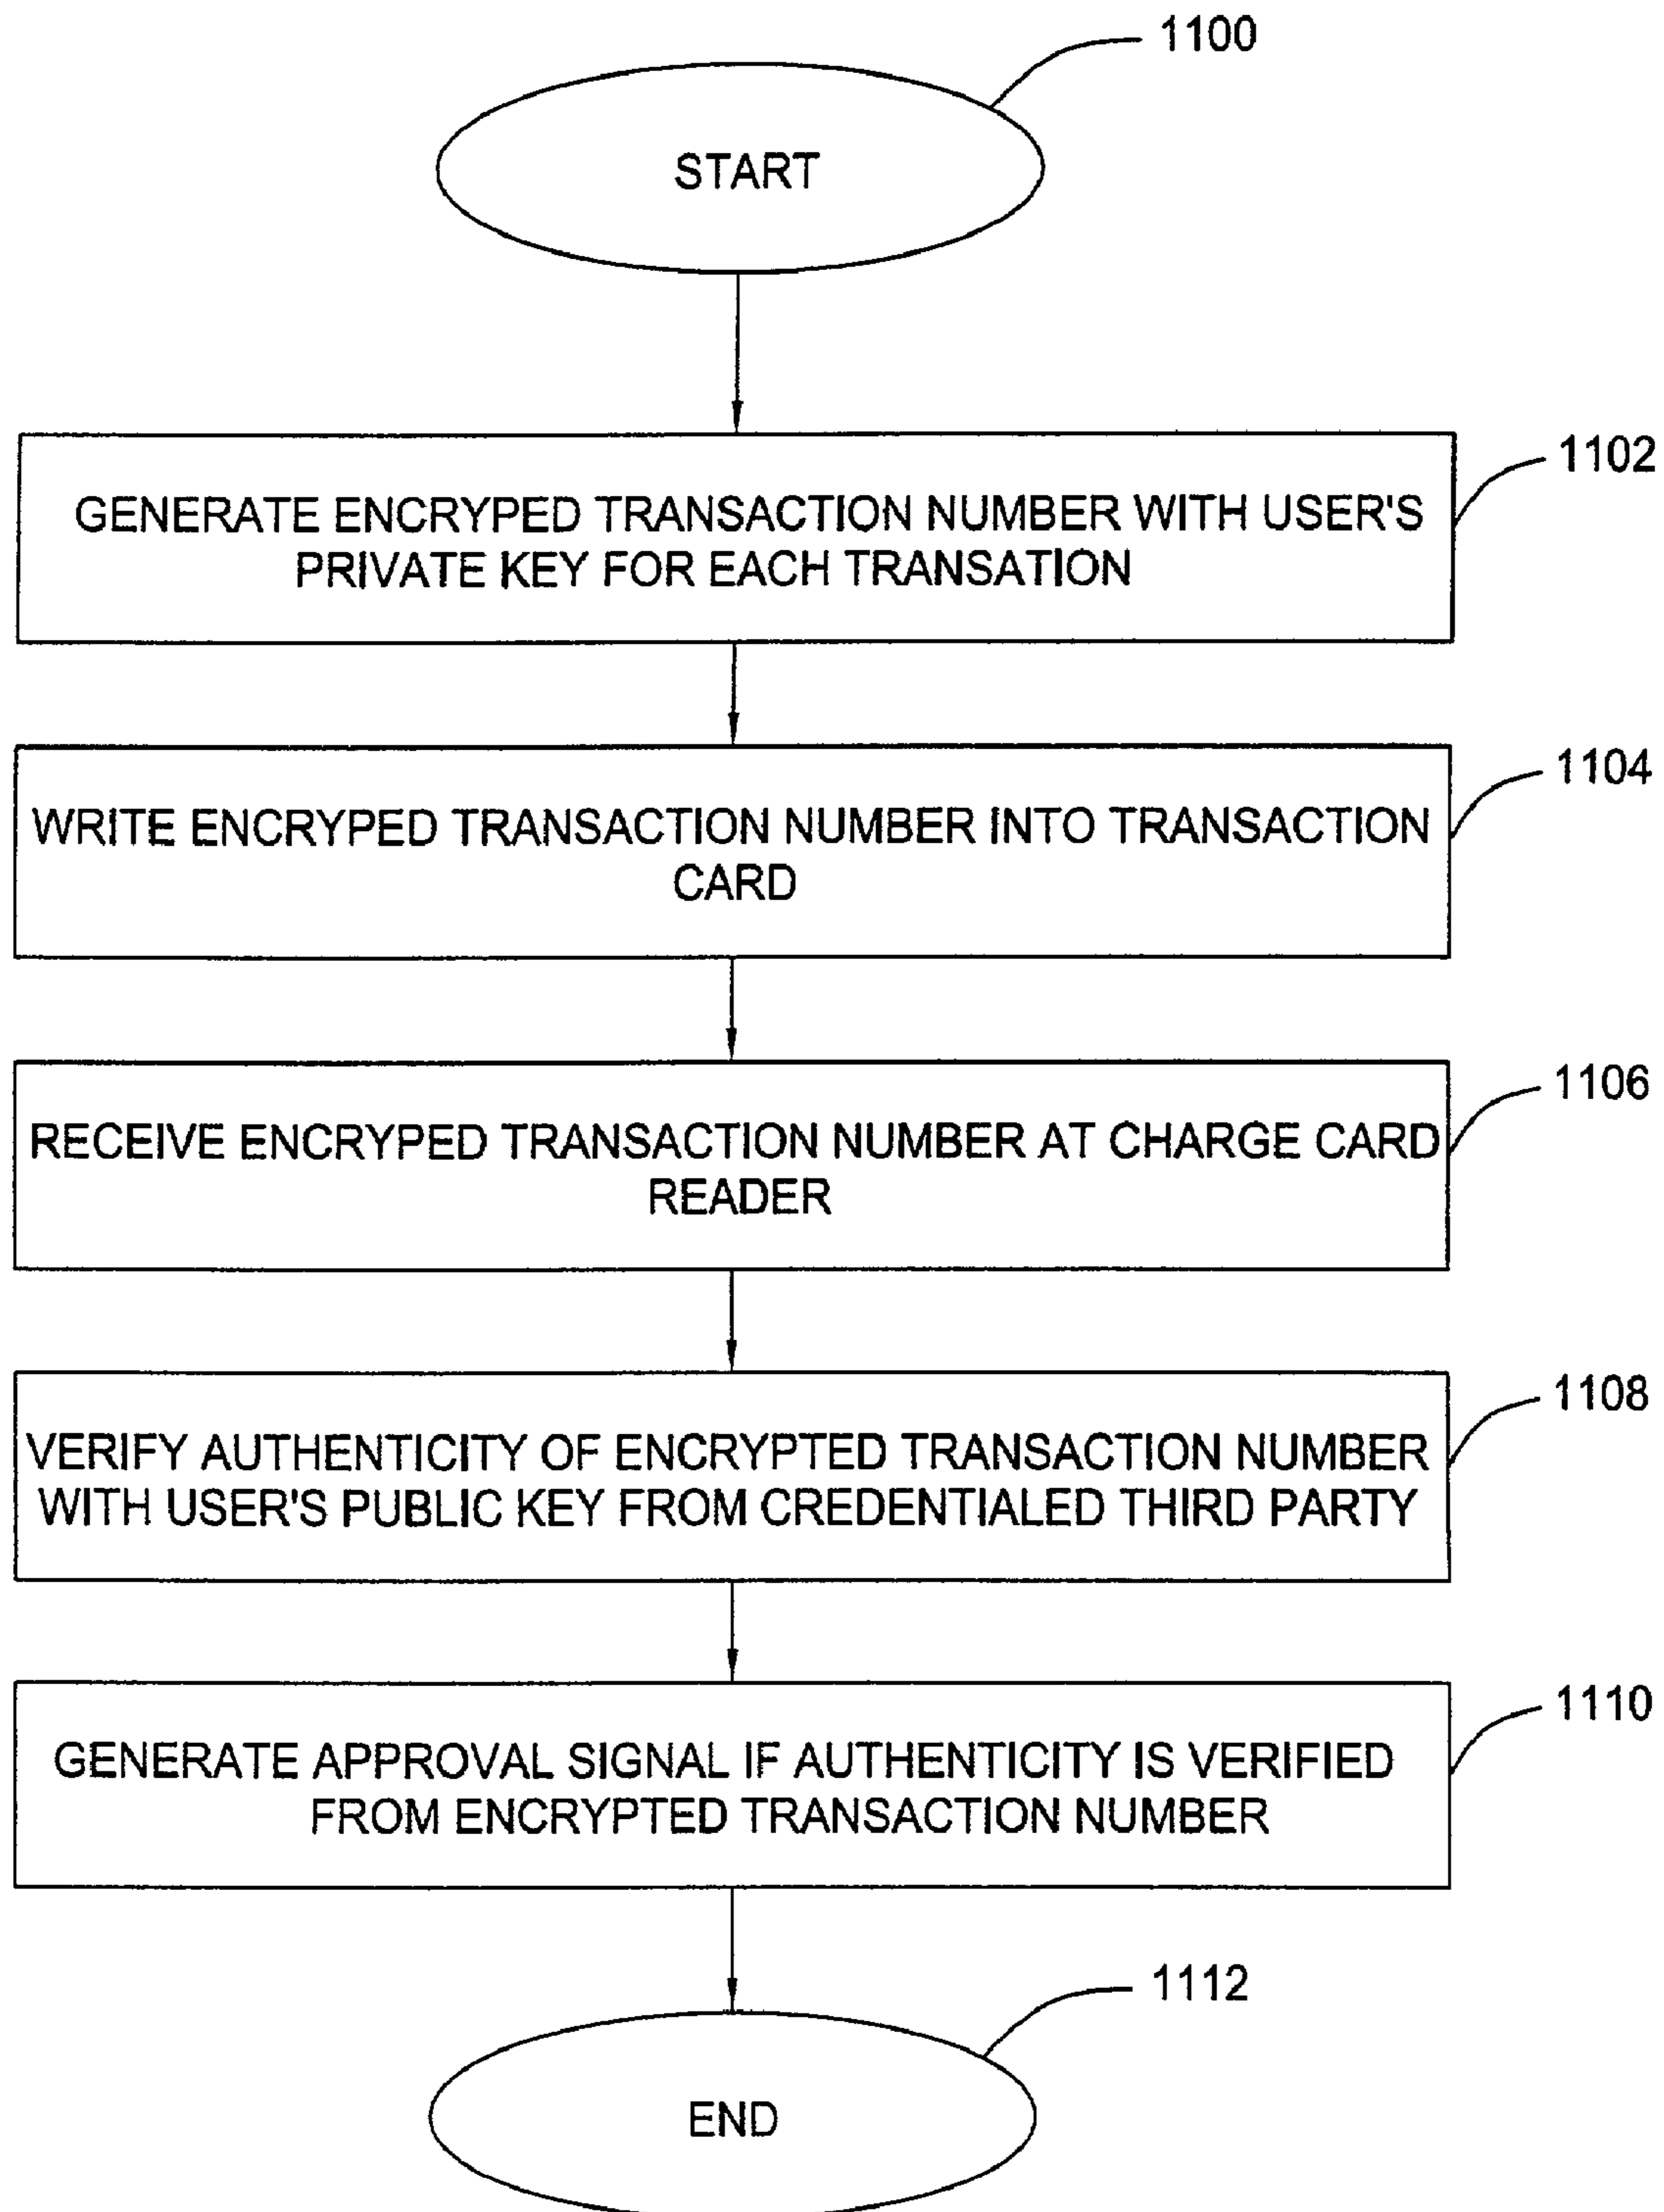 1100
START
1102
GENERATE ENCRYPED TRANSACTION NUMBER WITH USER'S
PRIVATE KEY FOR EACH TRANSATION
1104
WRITE ENCRYPED TRANSACTION NUMBER INTO TRANSACTION
CARD
1106
RECEIVE ENCRYPED TRANSACTION NUMBER AT CHARGE CARD
READER
1108
VERIFY AUTHENTICITY OF ENCRYPTED TRANSACTION NUMBER
WITH USER'S PUBLIC KEY FROM CREDENTIALED THIRD PARTY
1110
GENERATE APPROVAL SIGNAL IF AUTHENTICITY IS VERIFIED
FROM ENCRYPTED TRANSACTION NUMBER
1112
END